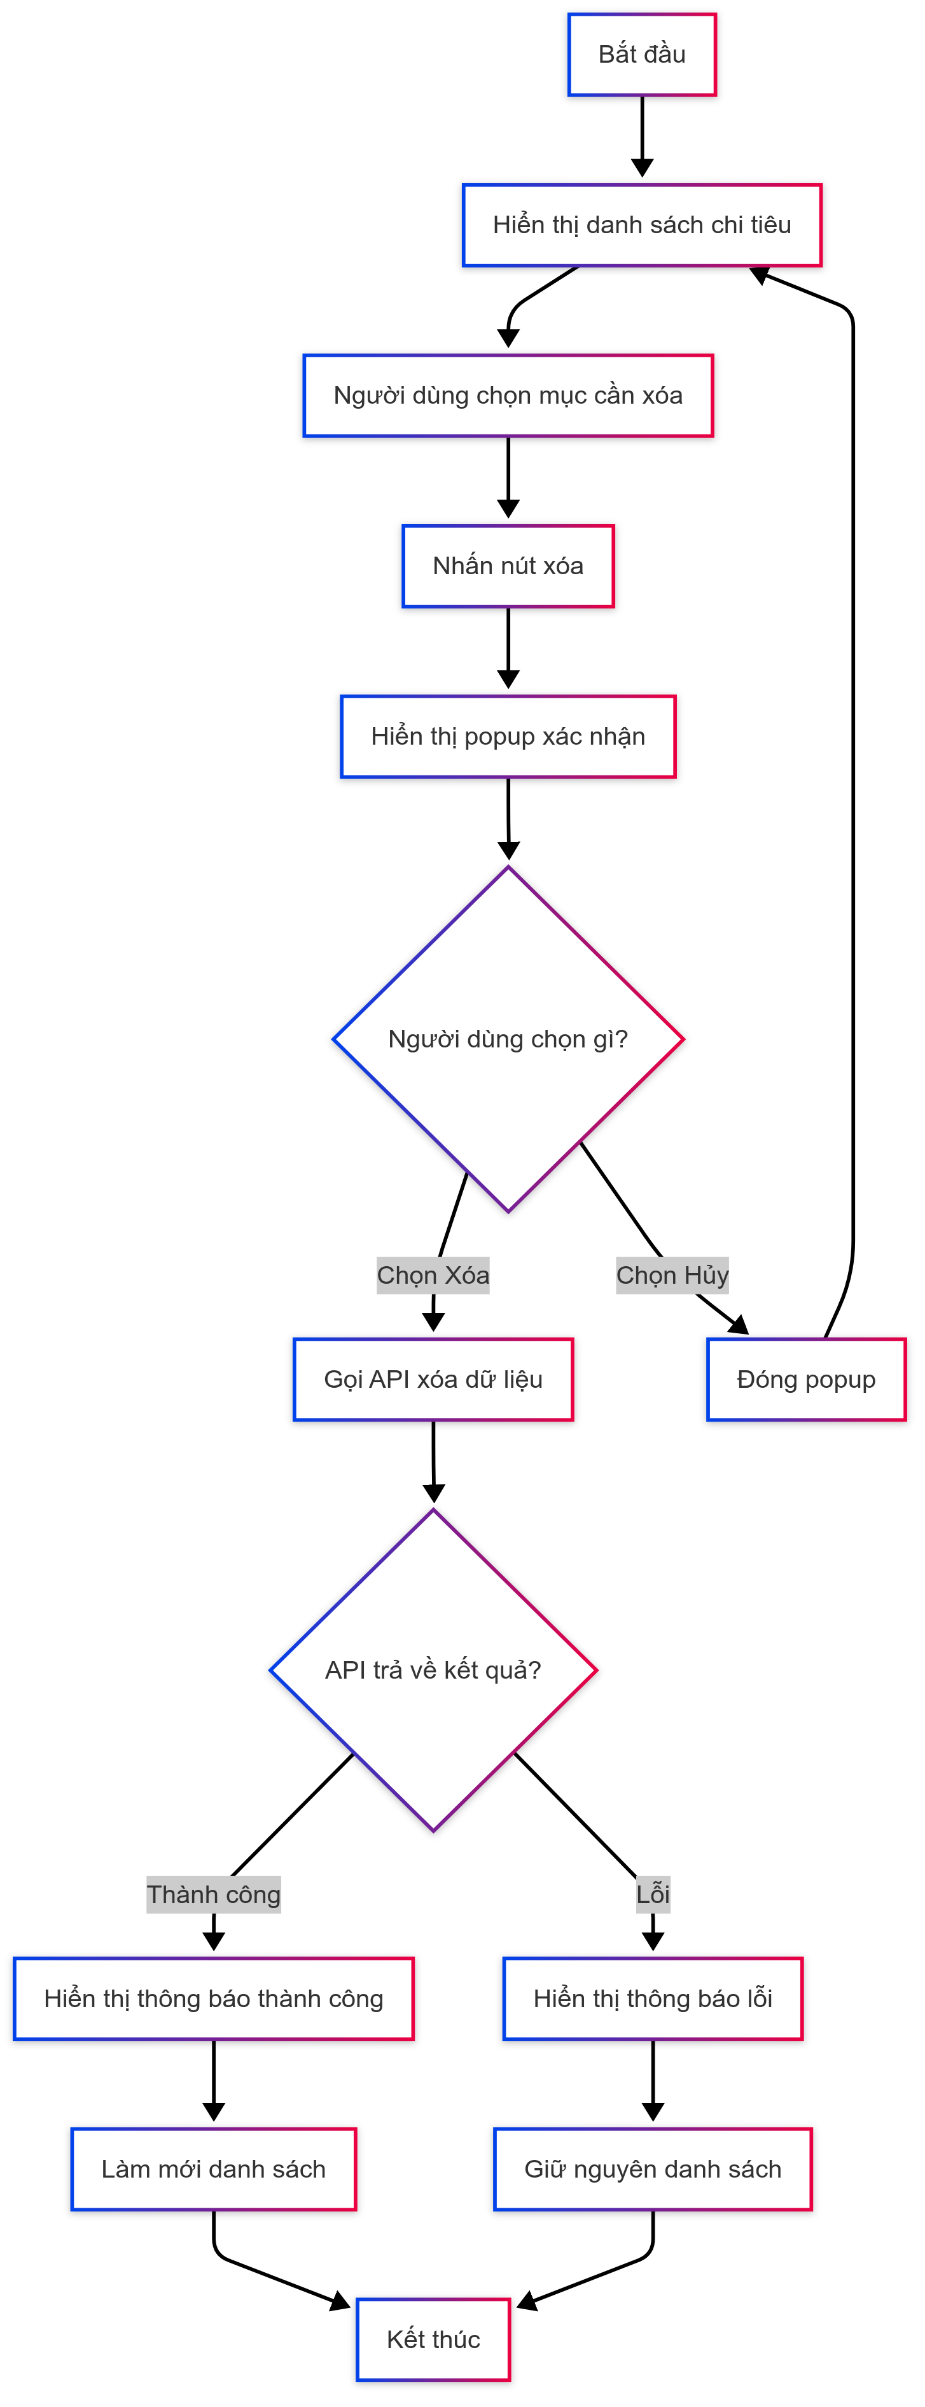 Bắt đầu
Hiển thị danh sách chi tiêu
Người dùng chọn mục cần xóa
Nhấn nút xóa
Hiển thị popup xác nhận
Người dùng chọn gì?
Chọn Xóa
Chọn Hủy
Gọi API xóa dữ liệu
Đóng popup
API trả về kết quả?
Thành công
Lỗi
Hiển thị thông báo thành công
Hiển thị thông báo lỗi
Làm mới danh sách
Giữ nguyên danh sách
Kết thúc